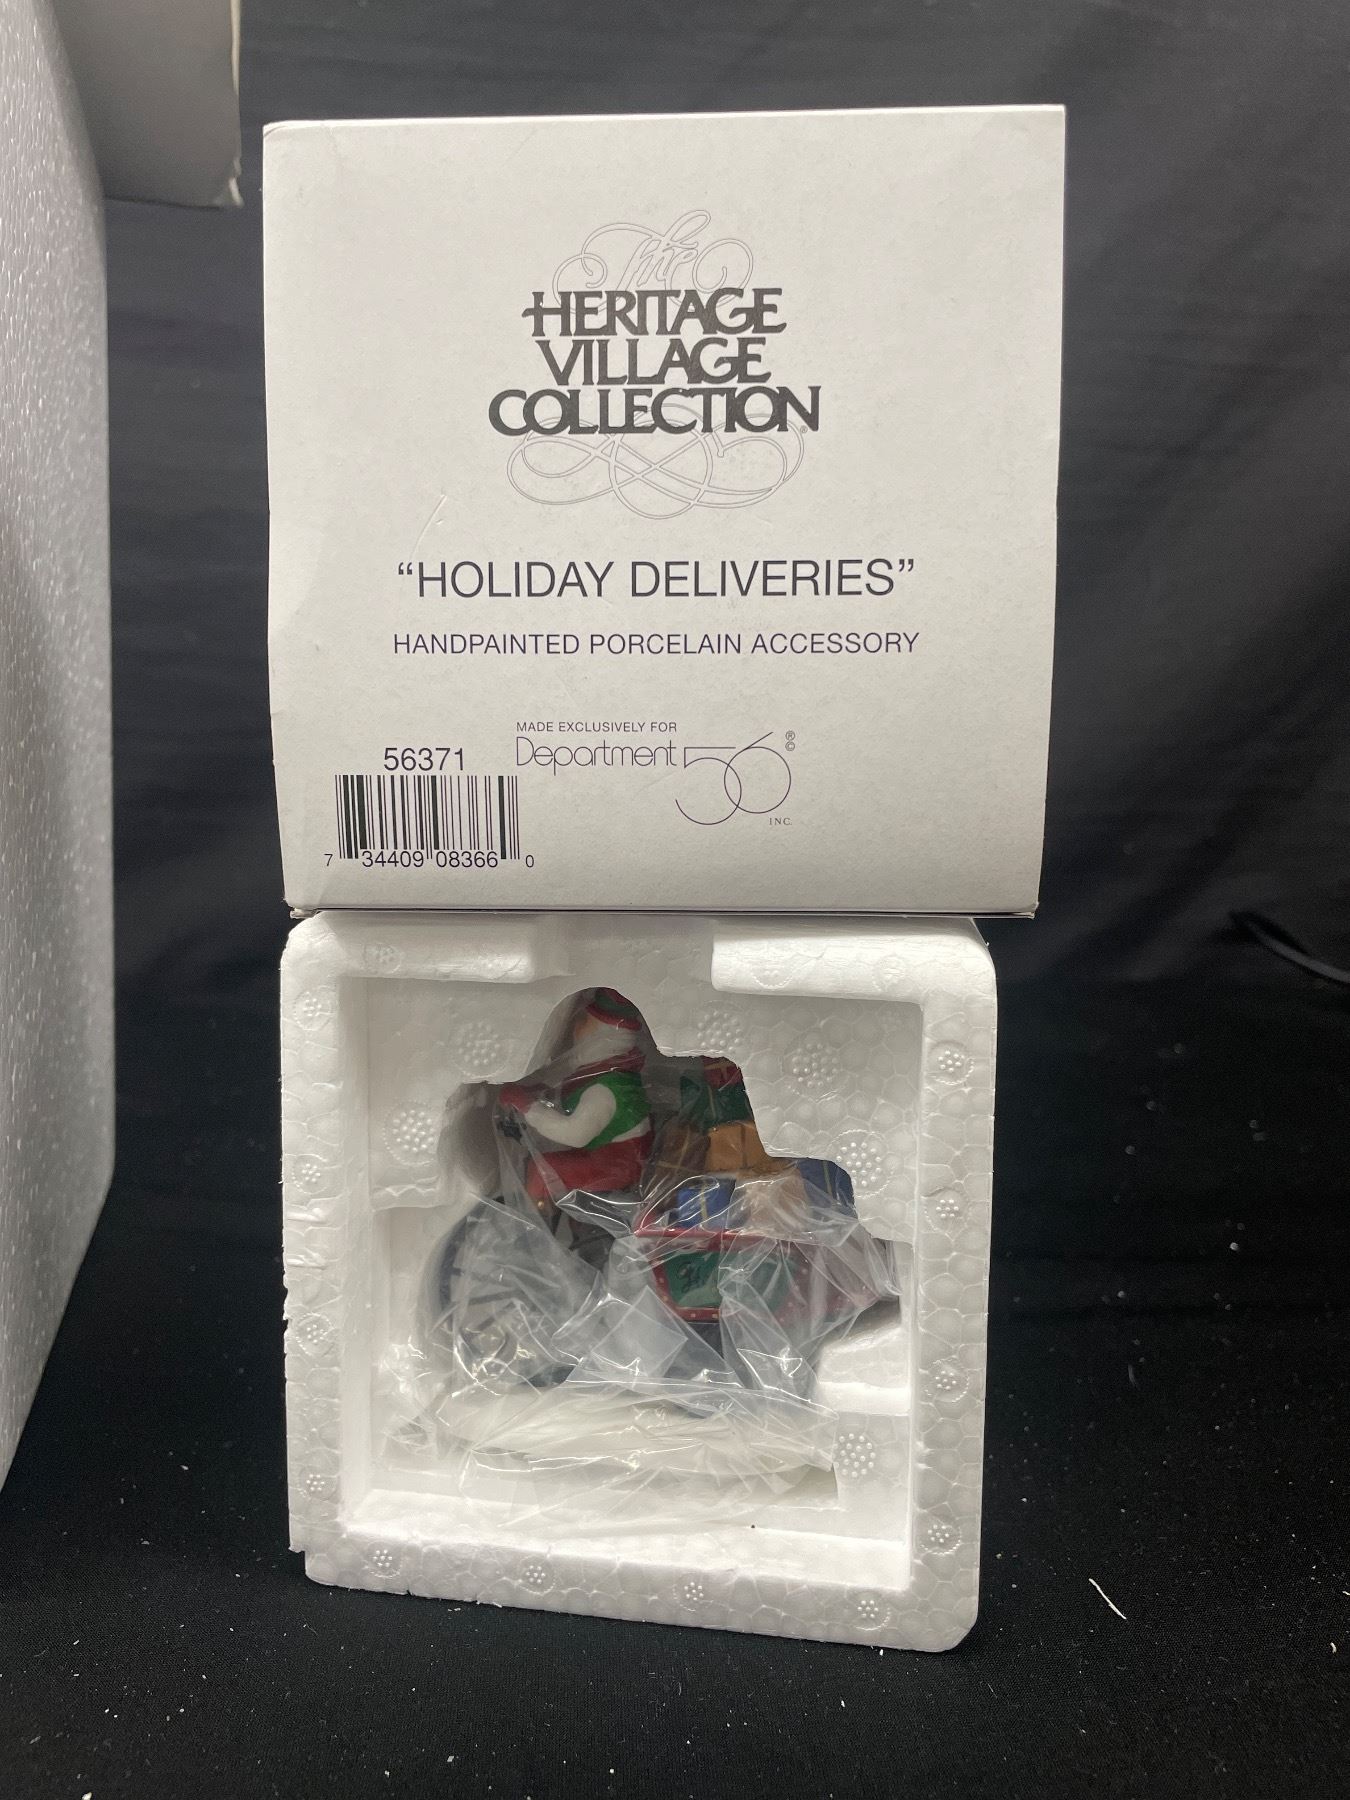 The
HERITAGE
VILLAGE
COLLECTION®
“HOLIDAY DELIVERIES”
HANDPAINTED PORCELAIN ACCESSORY
MADE EXCLUSIVELY FOR
Department 56 ® ©
INC.
56371
7 34409 08366 0